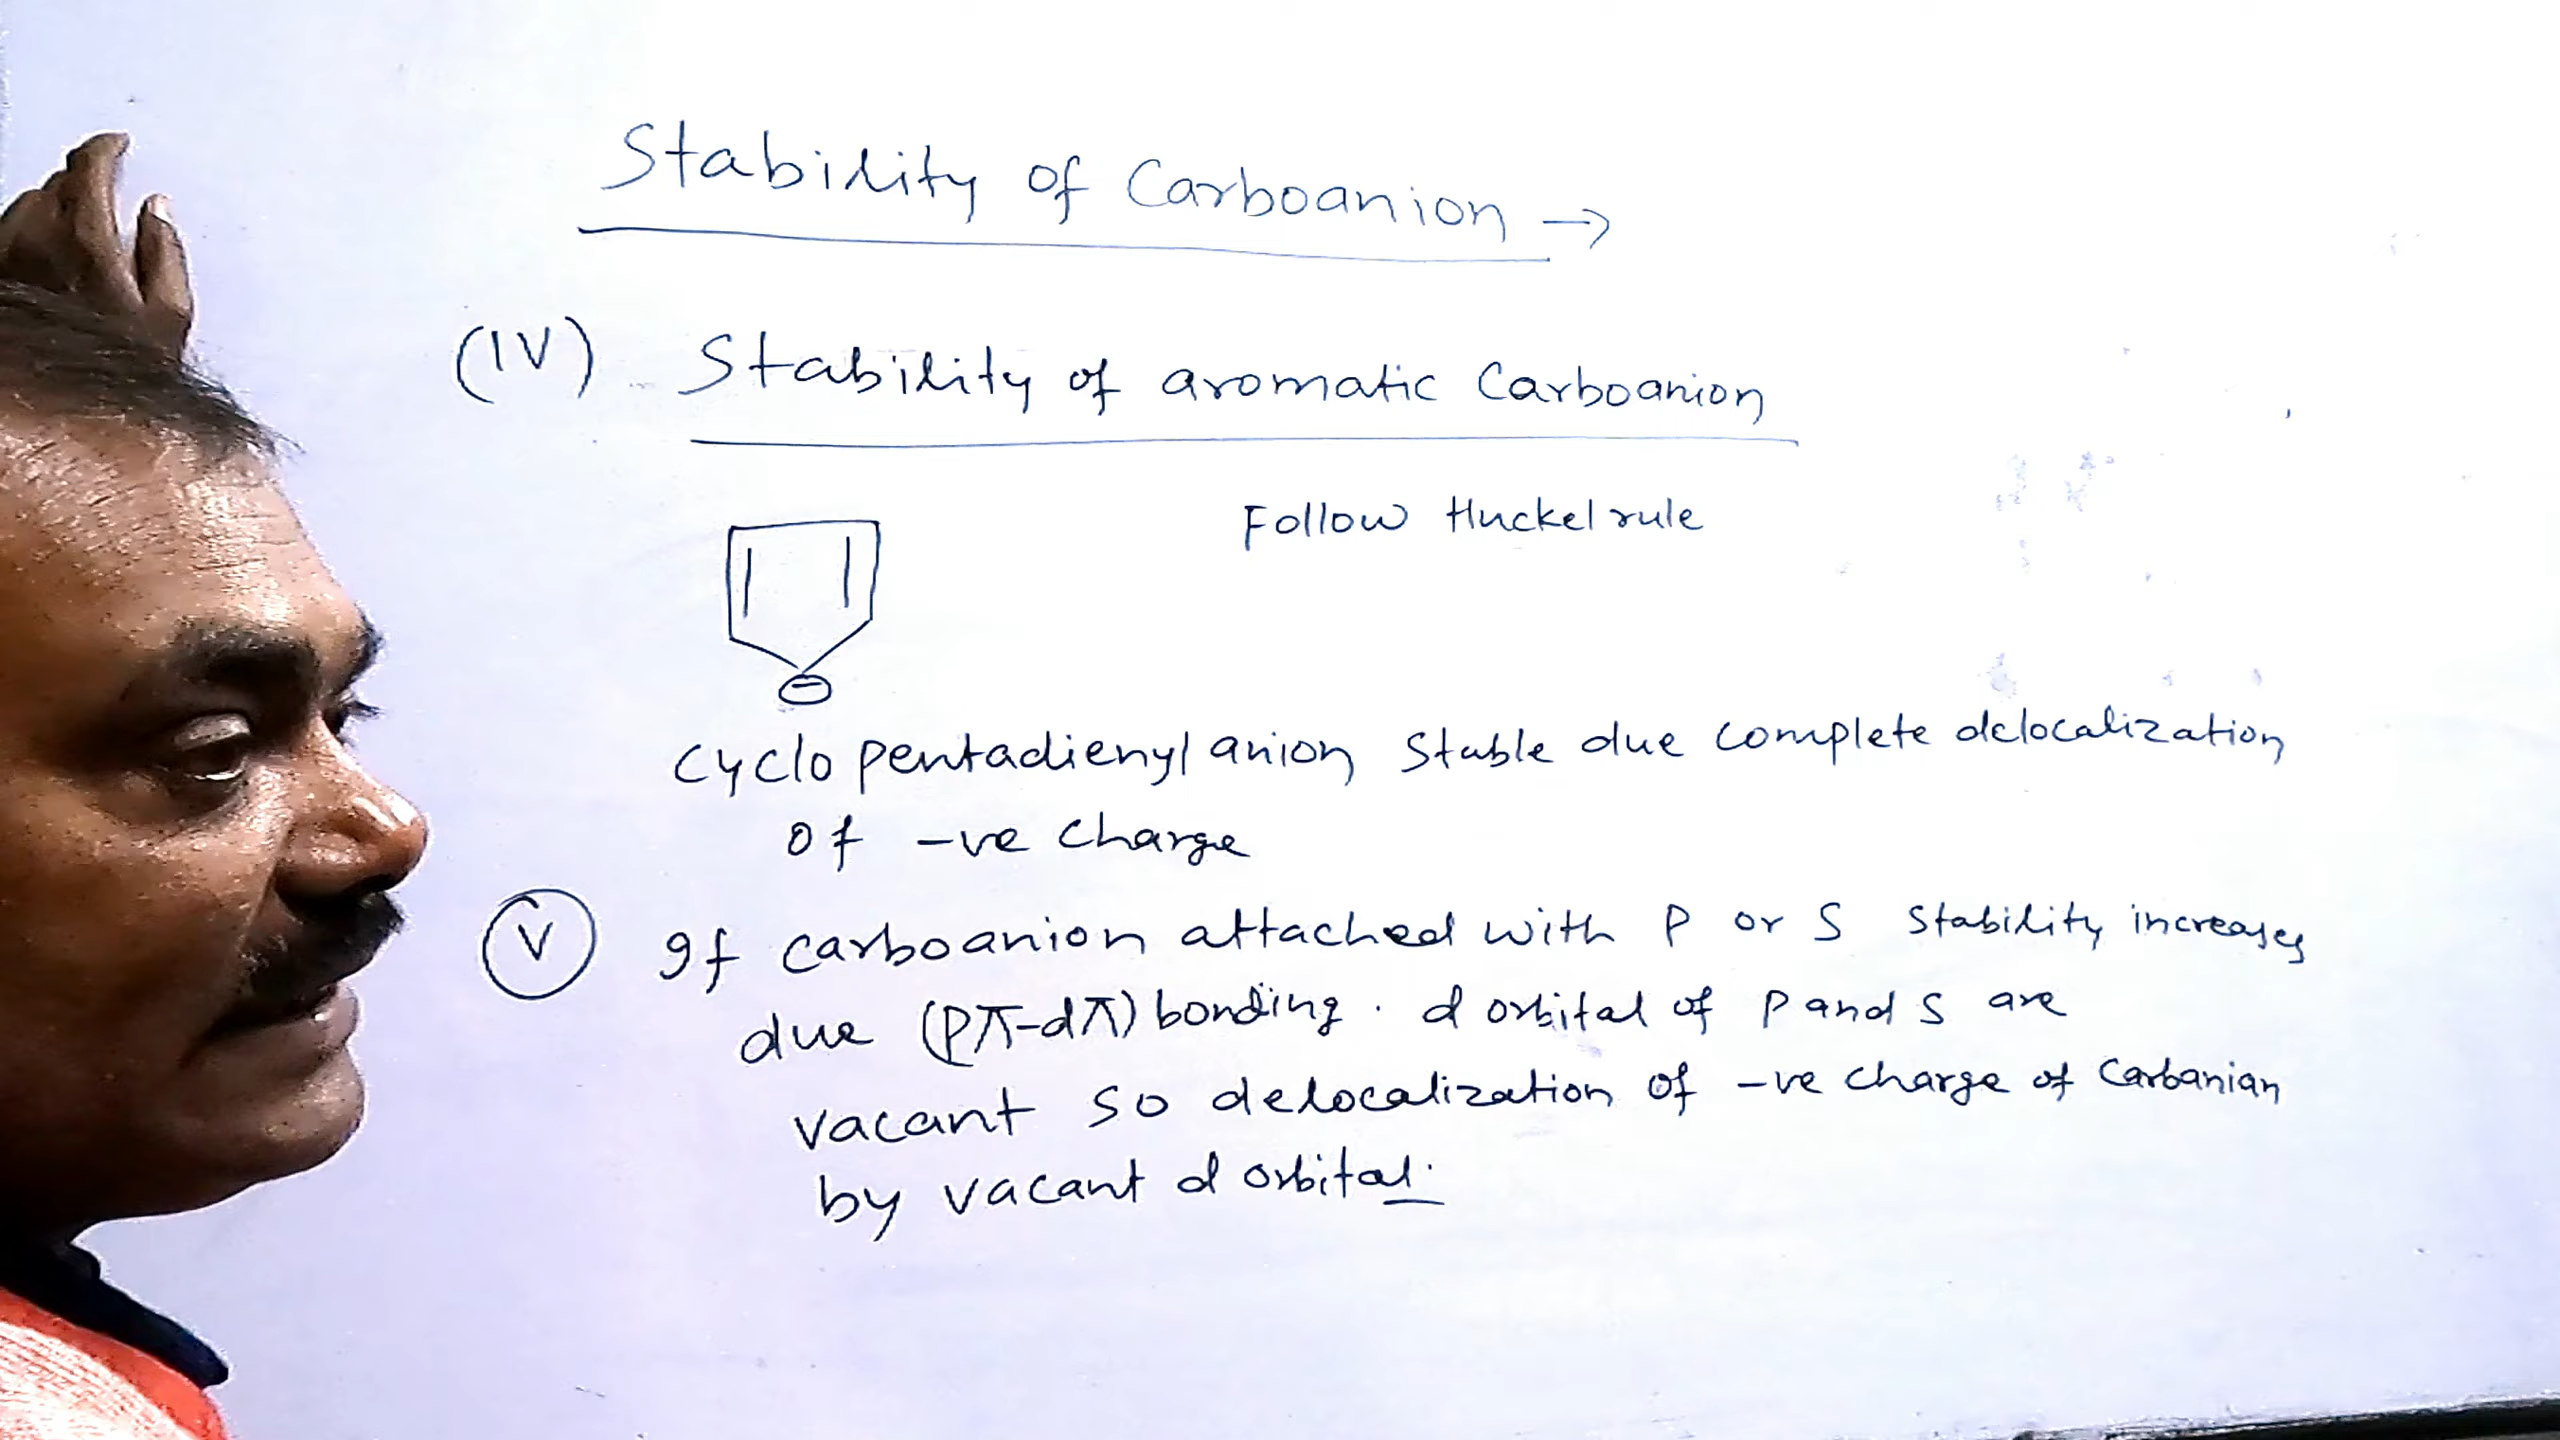 Stability of Carboanion →
(IV) Stability of aromatic Carboanion
Follow Huckel rule
⊖
Cyclo pentadienyl anion Stable due complete delocalization
of -ve charge
V If carboanion attached with P or S Stability increases
due (pπ-dπ) bonding. d orbital of P and S are
vacant so delocalization of -ve charge of Carbanian
by vacant d orbital.